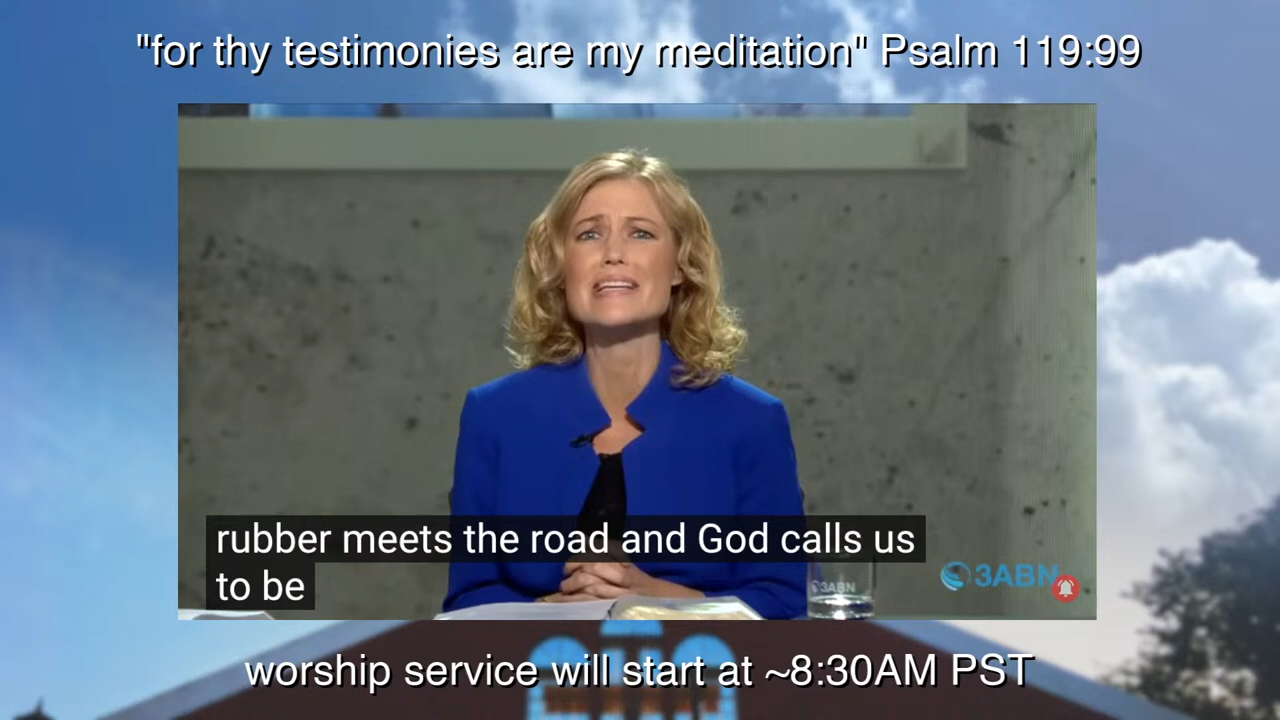 "for thy testimonies are my meditation" Psalm 119:99
rubber meets the road and God calls us
to be
3ABN
3ABN
worship service will start at ~8:30AM PST